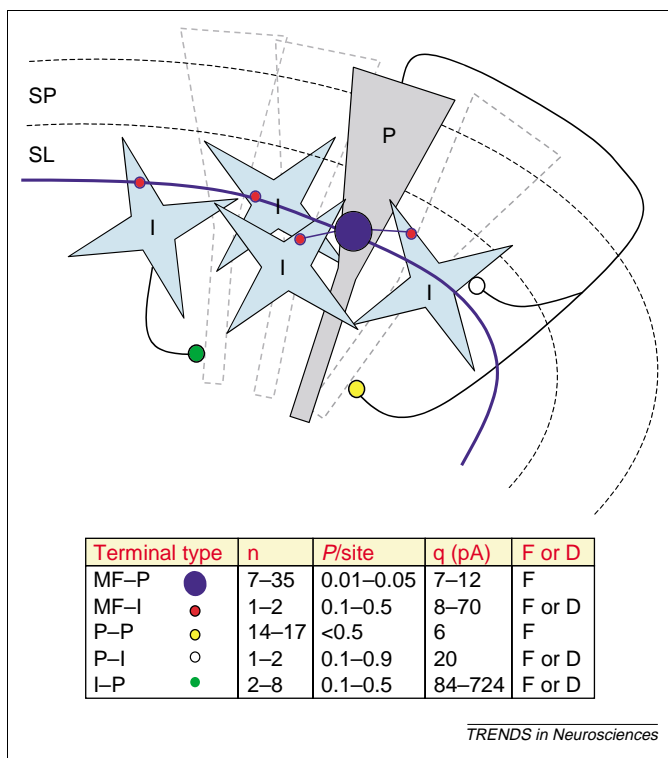 SP
SL
P
I
I
I
I
Terminal type n P/site q (pA) F or D
MF–P 7–35 0.01–0.05 7–12 F
MF–I 1–2 0.1–0.5 8–70 F or D
P–P 14–17 <0.5 6 F
P–I 1–2 0.1–0.9 20 F or D
I–P 2–8 0.1–0.5 84–724 F or D
TRENDS in Neurosciences